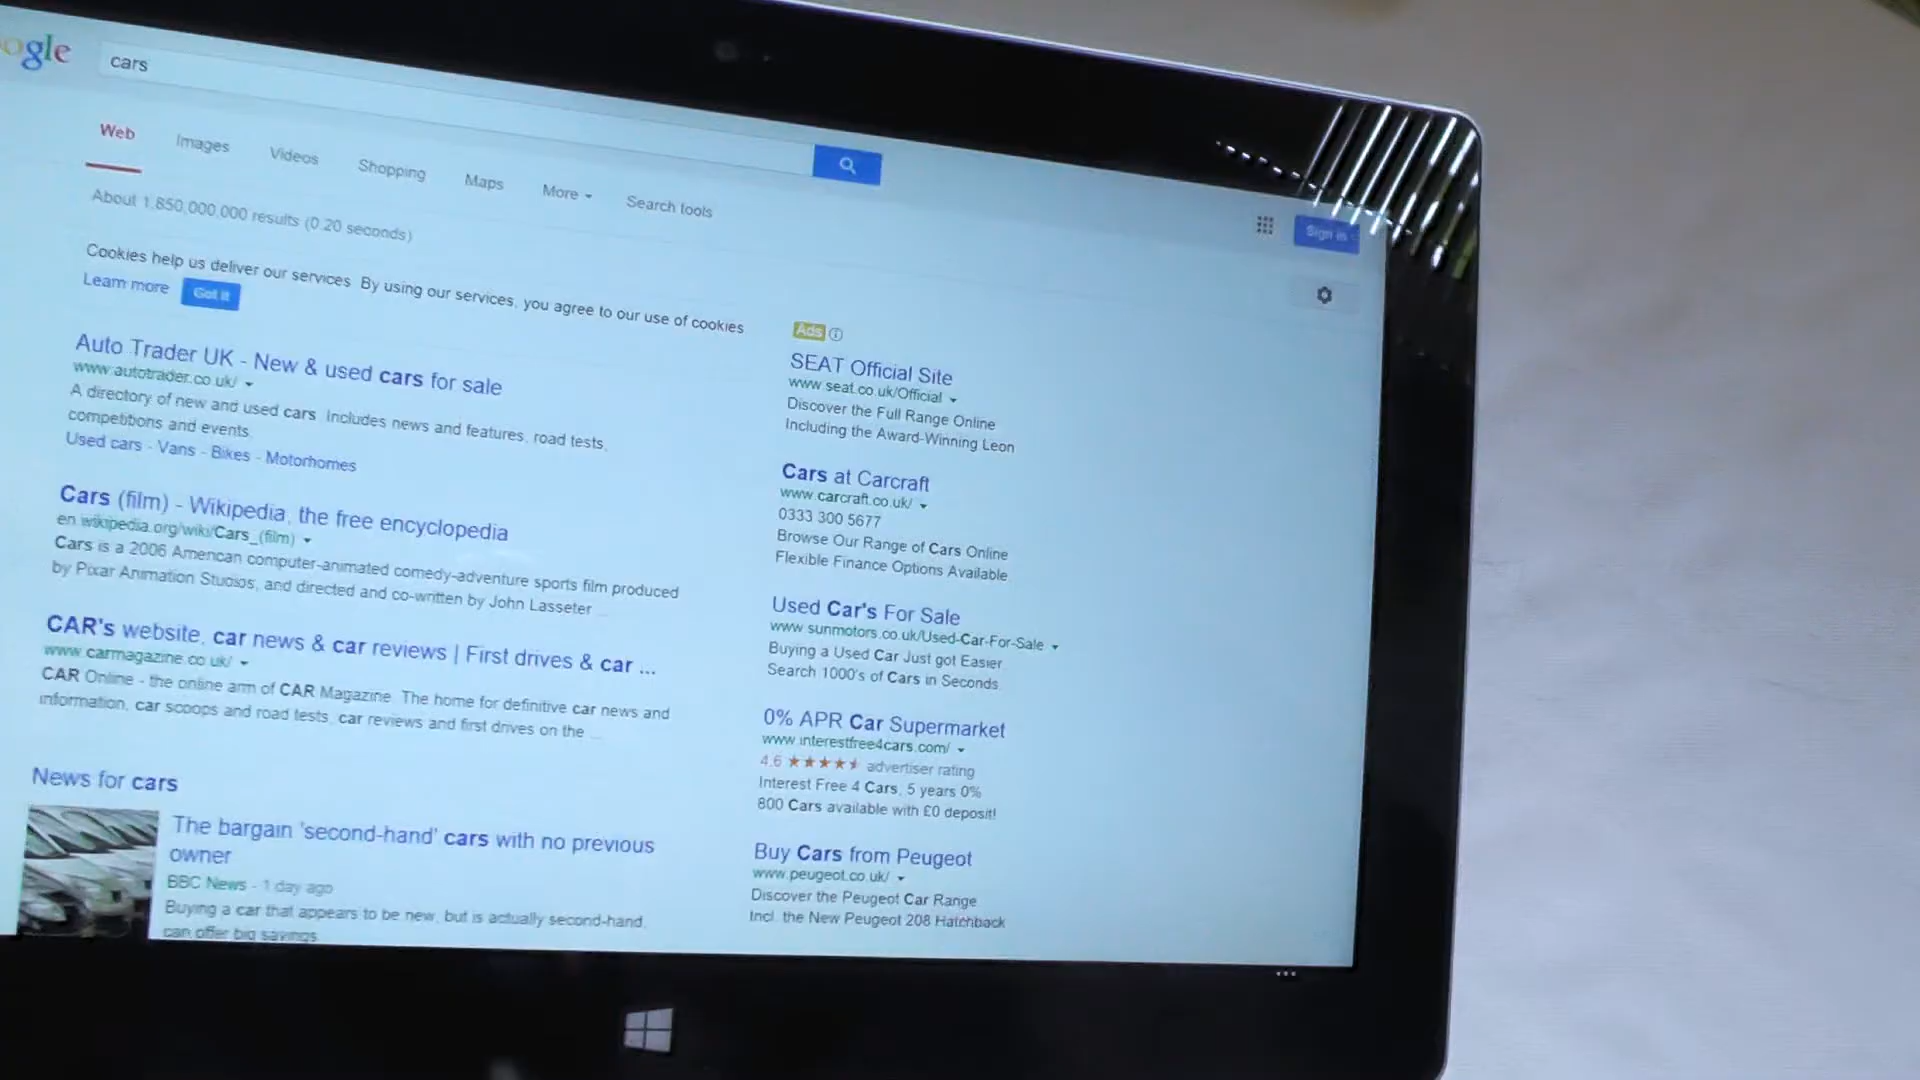 ogle
cars
Web Images Videos Shopping Maps More Search tools
Sign in
About 1,850,000,000 results (0.20 seconds)
Cookies help us deliver our services. By using our services, you agree to our use of cookies
Learn more Got it
Auto Trader UK - New & used cars for sale
www.autotrader.co.uk/
A directory of new and used cars. Includes news and features, road tests,
competitions and events.
Used cars - Vans - Bikes - Motorhomes
Cars (film) - Wikipedia, the free encyclopedia
en.wikipedia.org/wiki/Cars_(film)
Cars is a 2006 American computer-animated comedy-adventure sports film produced
by Pixar Animation Studios, and directed and co-written by John Lasseter ...
CAR's website, car news & car reviews | First drives & car ...
www.carmagazine.co.uk/
CAR Online - the online arm of CAR Magazine. The home for definitive car news and
information, car scoops and road tests, car reviews and first drives on the ...
News for cars
The bargain 'second-hand' cars with no previous
owner
BBC News - 1 day ago
Buying a car that appears to be new, but is actually second-hand,
can offer big savings
Ads
SEAT Official Site
www.seat.co.uk/Official
Discover the Full Range Online
Including the Award-Winning Leon
Cars at Carcraft
www.carcraft.co.uk/
0333 300 5677
Browse Our Range of Cars Online
Flexible Finance Options Available
Used Car's For Sale
www.sunmotors.co.uk/Used-Car-For-Sale
Buying a Used Car Just got Easier.
Search 1000's of Cars in Seconds.
0% APR Car Supermarket
www.interestfree4cars.com/
4.6 ★★★★★ advertiser rating
Interest Free 4 Cars, 5 years 0%
800 Cars available with £0 deposit!
Buy Cars from Peugeot
www.peugeot.co.uk/
Discover the Peugeot Car Range
Incl. the New Peugeot 208 Hatchback